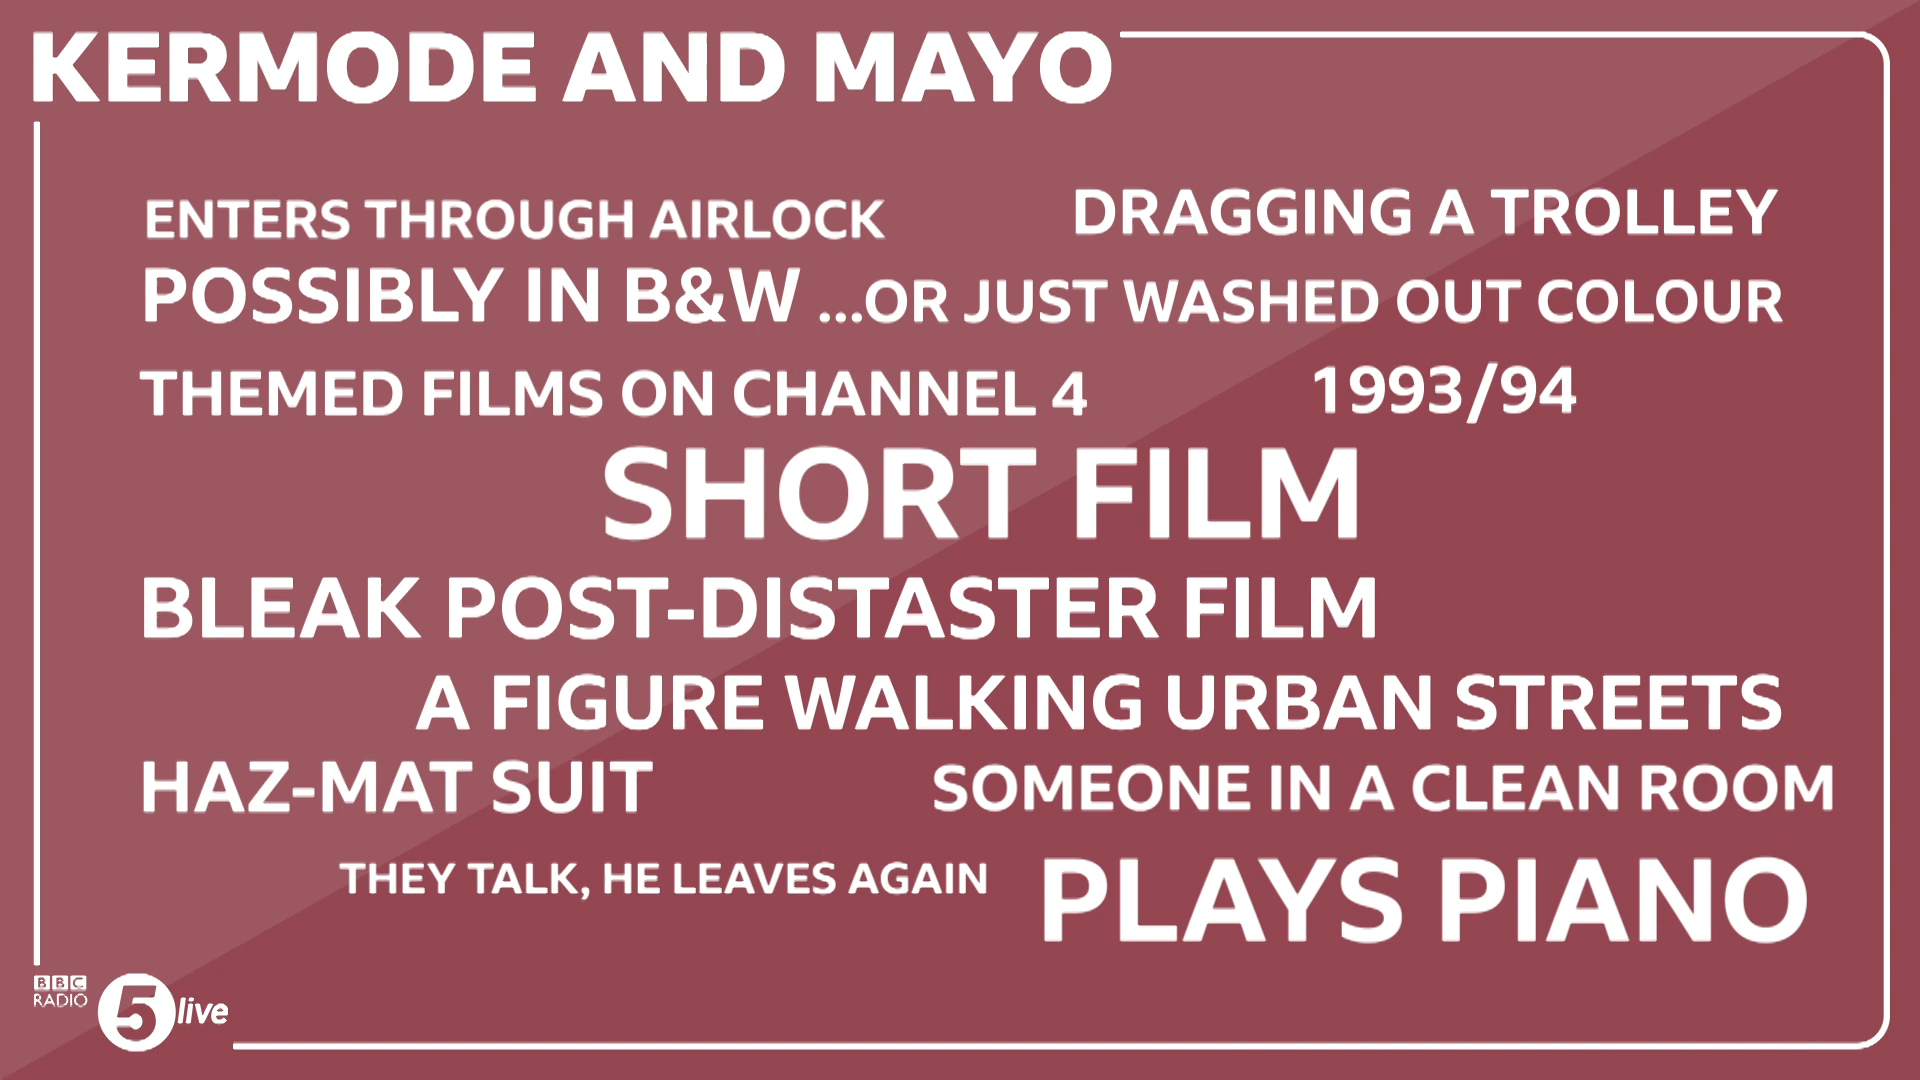 KERMODE AND MAYO
ENTERS THROUGH AIRLOCK
DRAGGING A TROLLEY
POSSIBLY IN B&W ...OR JUST WASHED OUT COLOUR
THEMED FILMS ON CHANNEL 4
1993/94
SHORT FILM
BLEAK POST-DISTASTER FILM
A FIGURE WALKING URBAN STREETS
HAZ-MAT SUIT
SOMEONE IN A CLEAN ROOM
THEY TALK, HE LEAVES AGAIN
PLAYS PIANO
BBC
RADIO
5 live